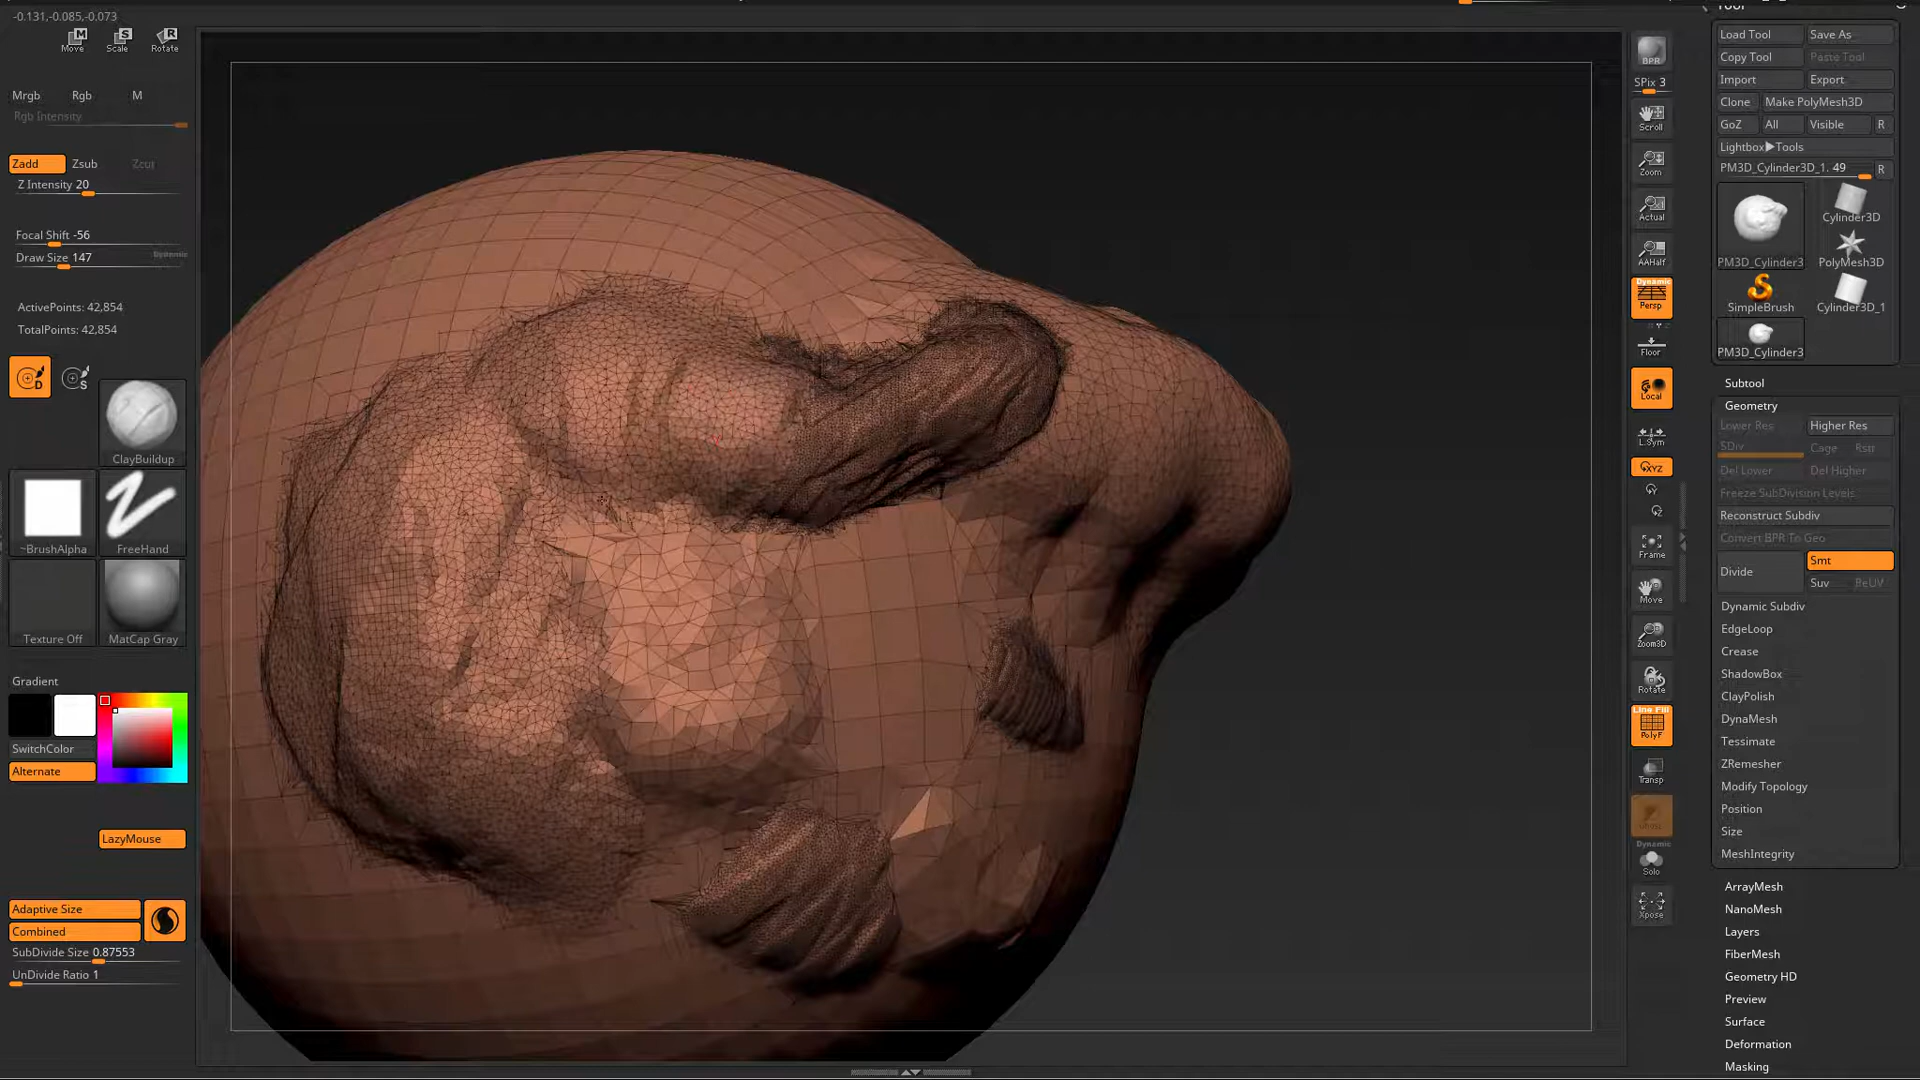 -0.131,-0.085,-0.073
Move
Scale
Rotate
Mrgb
Rgb
M
Rgb Intensity
Zadd
Zsub
Zcut
Z Intensity 20
Focal Shift -56
Draw Size 147
Dynamic
ActivePoints: 42,854
TotalPoints: 42,854
D
S
ClayBuildup
~BrushAlpha
FreeHand
Texture Off
MatCap Gray
Gradient
SwitchColor
Alternate
LazyMouse
Adaptive Size
Combined
SubDivide Size 0.87553
UnDivide Ratio 1
BPR
SPix 3
Scroll
Zoom
Actual
AAHalf
Dynamic
Persp
Floor
Local
L.Sym
XYZ
Frame
Move
Zoom3D
Rotate
Line Fill
PolyF
Transp
Dynamic
Solo
Xpose
Load Tool
Save As
Copy Tool
Paste Tool
Import
Export
Clone
Make PolyMesh3D
GoZ
All
Visible
R
Lightbox▶Tools
PM3D_Cylinder3D_1. 49
R
PM3D_Cylinder3
Cylinder3D
PolyMesh3D
SimpleBrush
Cylinder3D_1
PM3D_Cylinder3
Subtool
Geometry
Lower Res
Higher Res
SDiv
Cage
Rstr
Del Lower
Del Higher
Freeze SubDivision Levels
Reconstruct Subdiv
Convert BPR To Geo
Divide
Smt
Suv
ReUV
Dynamic Subdiv
EdgeLoop
Crease
ShadowBox
ClayPolish
DynaMesh
Tessimate
ZRemesher
Modify Topology
Position
Size
MeshIntegrity
ArrayMesh
NanoMesh
Layers
FiberMesh
Geometry HD
Preview
Surface
Deformation
Masking